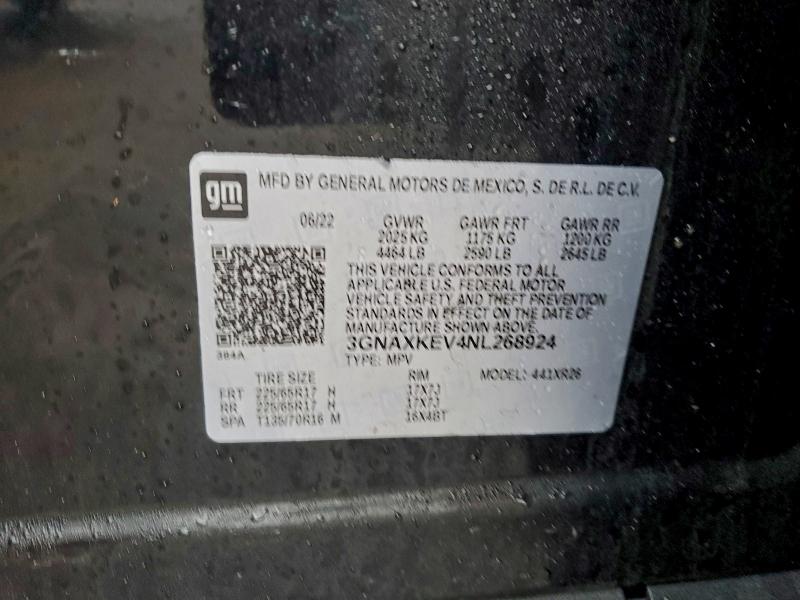 gm MFD BY GENERAL MOTORS DE MEXICO, S. DE R.L. DE C.V.
06/22 GVWR GAWR FRT GAWR RR
2025 KG 1175 KG 1200 KG
4464 LB 2590 LB 2645 LB
THIS VEHICLE CONFORMS TO ALL
APPLICABLE U.S. FEDERAL MOTOR
VEHICLE SAFETY AND THEFT PREVENTION
STANDARDS IN EFFECT ON THE DATE OF
MANUFACTURE SHOWN ABOVE.
3GNAXKEV4NL268924
384A
TYPE: MPV
TIRE SIZE RIM MODEL: 441XR26
FRT 225/65R17 H 17X7J
RR 225/65R17 H 17X7J
SPA T135/70R16 M 16X4BT